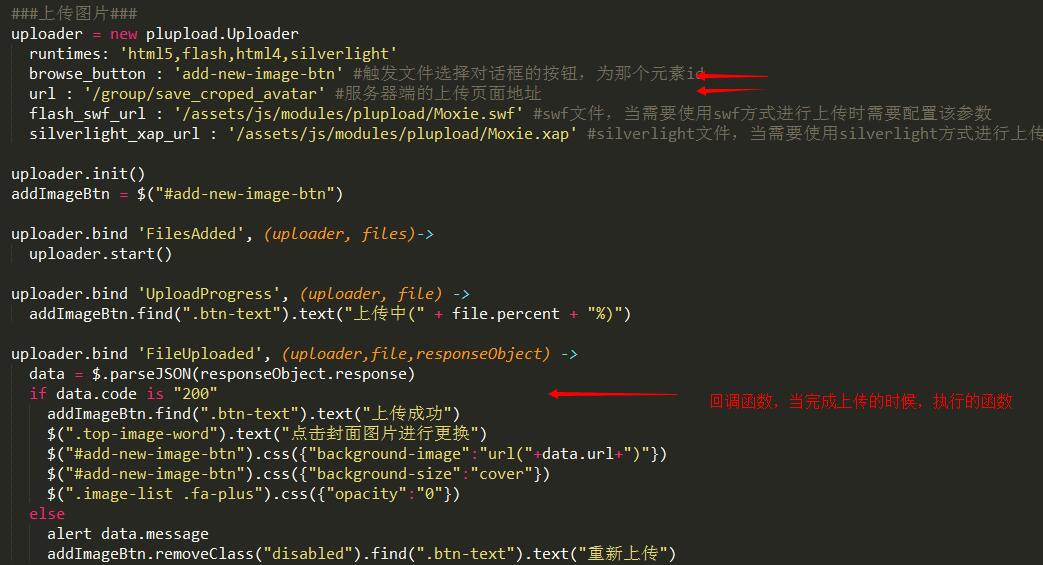 ###上传图片###
uploader = new plupload.Uploader
runtimes: 'html5,flash,html4,silverlight'
browse_button : 'add-new-image-btn' #触发文件选择对话框的按钮，为那个元素id
url : '/group/save_croped_avatar' #服务器端的上传页面地址
flash_swf_url : '/assets/js/modules/plupload/Moxie.swf' #swf文件，当需要使用swf方式进行上传时需要配置该参数
silverlight_xap_url : '/assets/js/modules/plupload/Moxie.xap' #silverlight文件，当需要使用silverlight方式进行上传
uploader.init()
addImageBtn = $("#add-new-image-btn")
uploader.bind 'FilesAdded', (uploader, files)->
uploader.start()
uploader.bind 'UploadProgress', (uploader, file) ->
addImageBtn.find(".btn-text").text("上传中(" + file.percent + "%)")
uploader.bind 'FileUploaded', (uploader,file,responseObject) ->
data = $.parseJSON(responseObject.response)
if data.code is "200"
回调函数，当完成上传的时候，执行的函数
addImageBtn.find(".btn-text").text("上传成功")
$(".top-image-word").text("点击封面图片进行更换")
$("#add-new-image-btn").css({"background-image":"url("+data.url+")"})
$("#add-new-image-btn").css({"background-size":"cover"})
$(".image-list .fa-plus").css({"opacity":"0"})
else
alert data.message
addImageBtn.removeClass("disabled").find(".btn-text").text("重新上传")